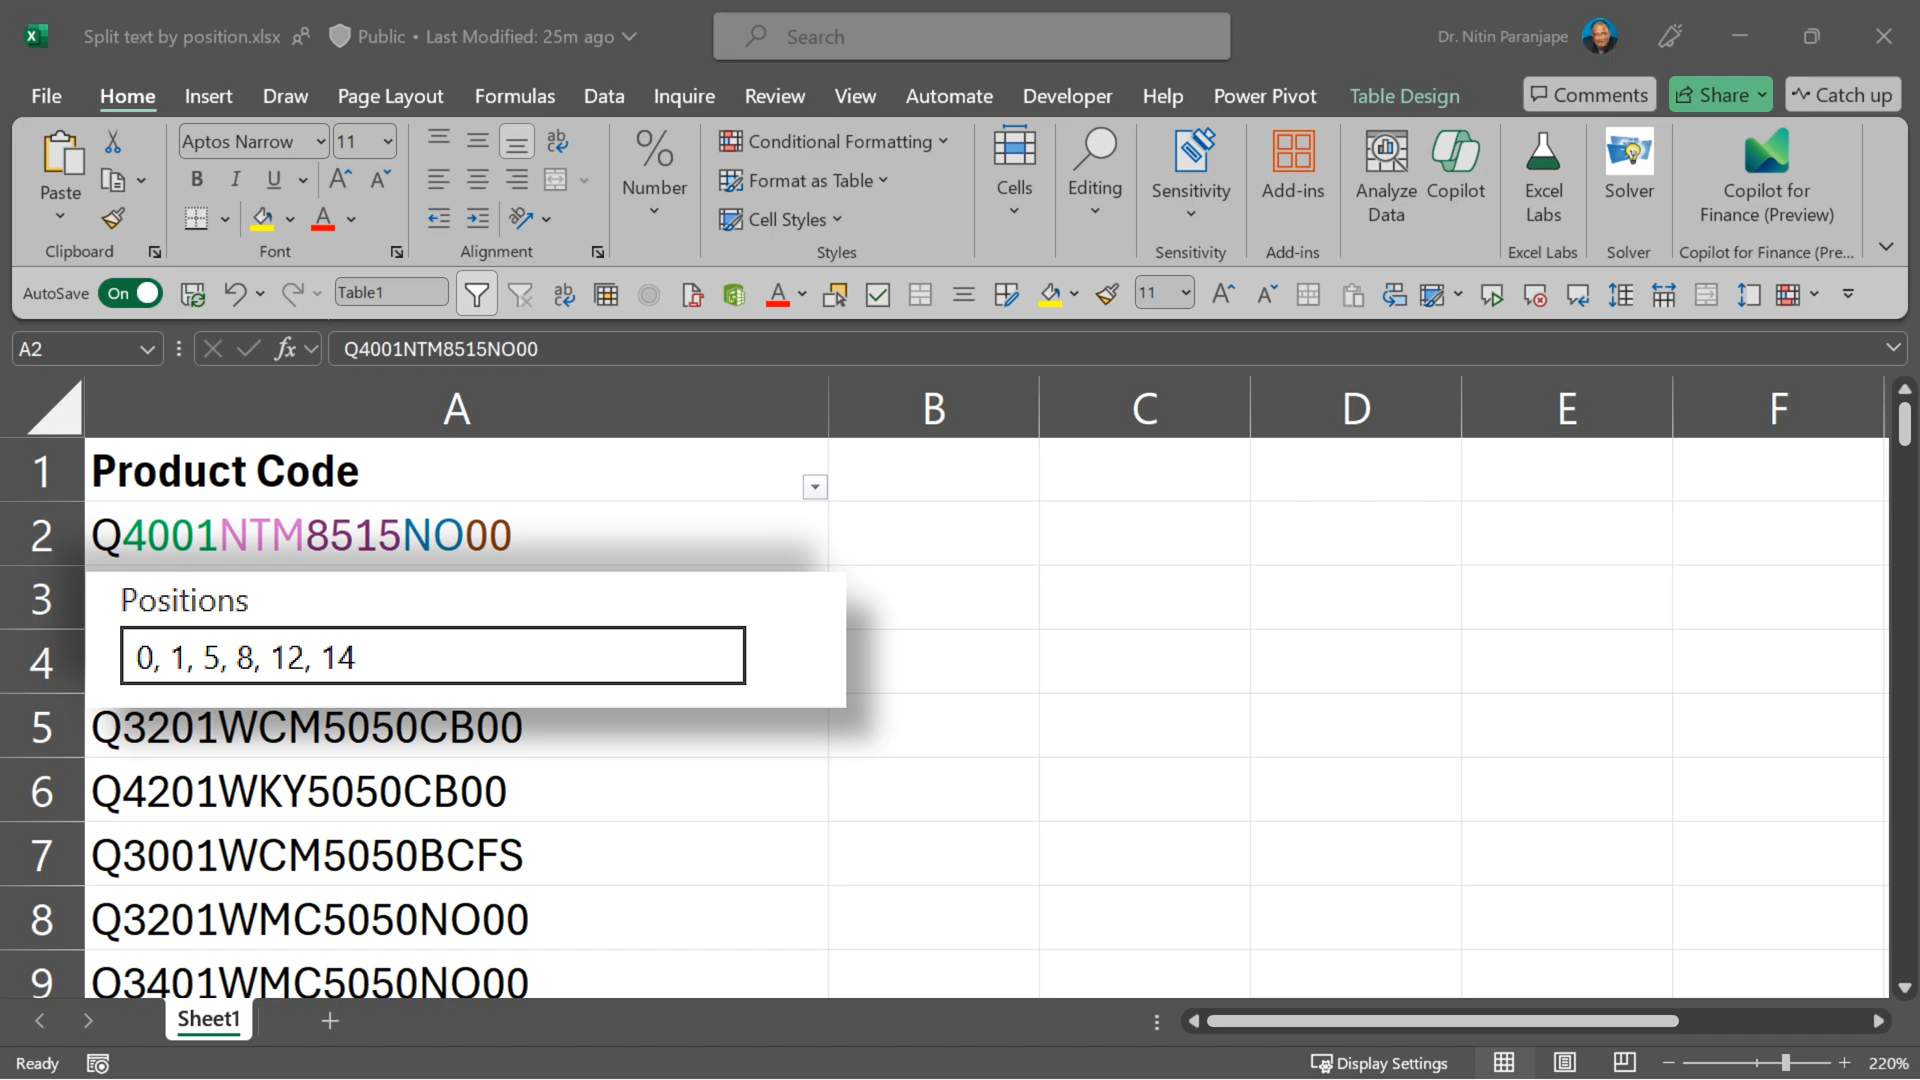 Split text by position.xlsx Public • Last Modified: 25m ago Search Dr. Nitin Paranjape
File Home Insert Draw Page Layout Formulas Data Inquire Review View Automate Developer Help Power Pivot Table Design Comments Share Catch up
Aptos Narrow 11 Conditional Formatting
Paste B I U Number Format as Table Cells Editing Sensitivity Add-ins Analyze Data Copilot Excel Labs Solver Copilot for Finance (Preview)
Cell Styles
Clipboard Font Alignment Styles Sensitivity Add-ins Excel Labs Solver Copilot for Finance (Pre...
AutoSave On Table1 11
A2 fx Q4001NTM8515NO00
A B C D E F
1 Product Code
2 Q4001NTM8515NO00
3 Positions
4 0, 1, 5, 8, 12, 14
5 Q3201WCM5050CB00
6 Q4201WKY5050CB00
7 Q3001WCM5050BCFS
8 Q3201WMC5050NO00
9 Q3401WMC5050NO00
Sheet1
Ready Display Settings 220%